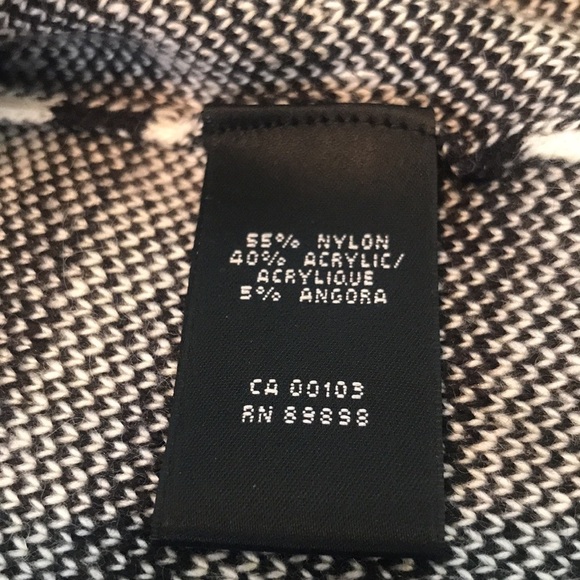 55% NYLON
40% ACRYLIC/
ACRYLIQUE
5% ANGORA
CA 00103
RN 89898